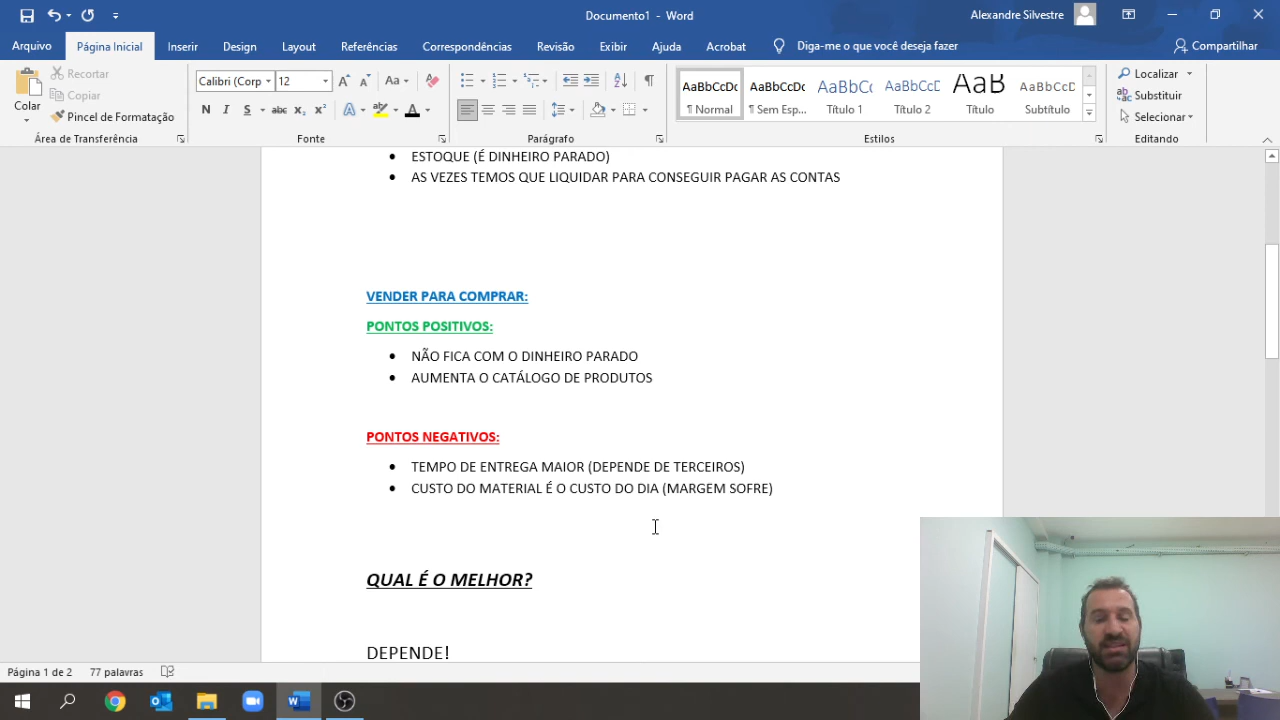 Documento1 - Word
Alexandre Silvestre
Arquivo
Página Inicial
Inserir
Design
Layout
Referências
Correspondências
Revisão
Exibir
Ajuda
Acrobat
Diga-me o que você deseja fazer
Compartilhar
Colar
Recortar
Copiar
Pincel de Formatação
Área de Transferência
Calibri (Corp
12
Aa
N I S abc x₂ x²
Fonte
Parágrafo
AaBbCcDc
¶ Normal
AaBbCcDc
¶ Sem Esp...
AaBbCc
Título 1
AaBbCcD
Título 2
AaB
Título
AaBbCcD
Subtítulo
Estilos
Localizar
Substituir
Selecionar
Editando
• ESTOQUE (É DINHEIRO PARADO)
• AS VEZES TEMOS QUE LIQUIDAR PARA CONSEGUIR PAGAR AS CONTAS
VENDER PARA COMPRAR:
PONTOS POSITIVOS:
• NÃO FICA COM O DINHEIRO PARADO
• AUMENTA O CATÁLOGO DE PRODUTOS
PONTOS NEGATIVOS:
• TEMPO DE ENTREGA MAIOR (DEPENDE DE TERCEIROS)
• CUSTO DO MATERIAL É O CUSTO DO DIA (MARGEM SOFRE)
QUAL É O MELHOR?
DEPENDE!
Página 1 de 2
77 palavras